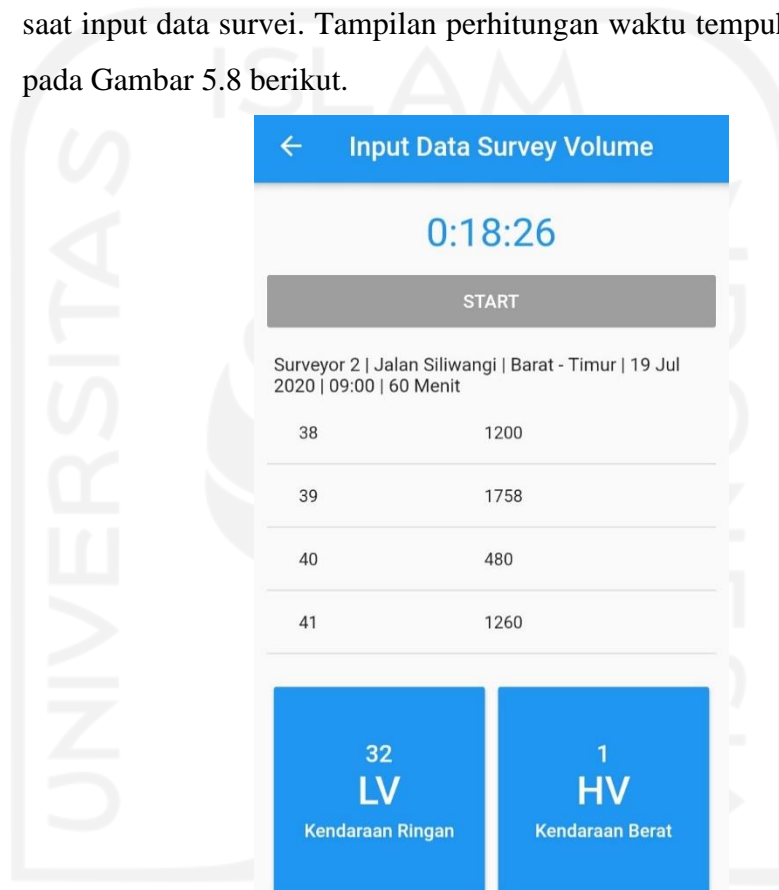 saat input data survei. Tampilan perhitungan waktu
pada Gambar 5.8 berikut.
ISLAM
UNIVERSITAS
Input Data Survey Volume
0:18:26
START
Surveyor 2 | Jalan Siliwangi | Barat - Timur | 19 Jul
2020 | 09:00 | 60 Menit
38 1200
39 1758
40 480
41 1260
32 1
LV HV
Kendaraan Ringan Kendaraan Berat